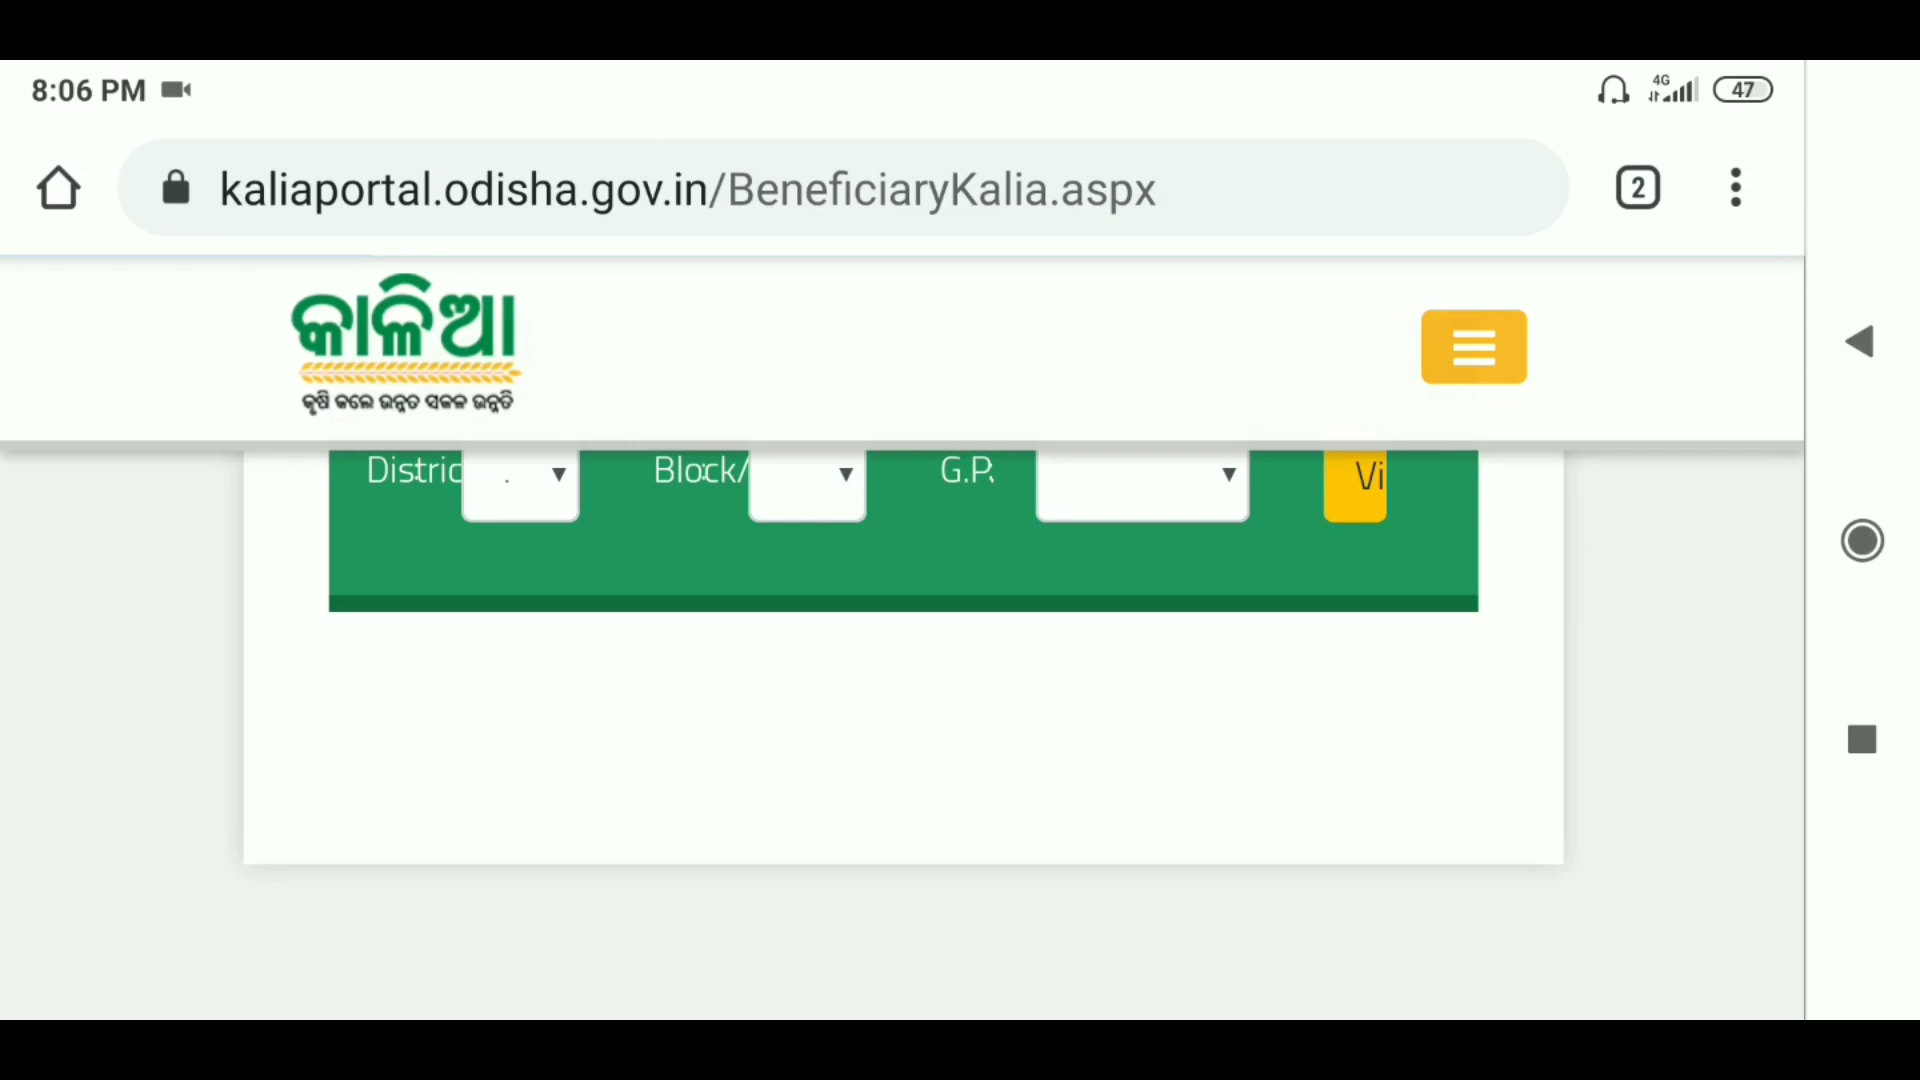 8:06 PM
4G
47
kaliaportal.odisha.gov.in/BeneficiaryKalia.aspx
2
କାଳିଆ
କୃଷି କଲେ ଉନ୍ନତ ସକଳ ଉନ୍ନତି
Distric Block/ G.P. Vi